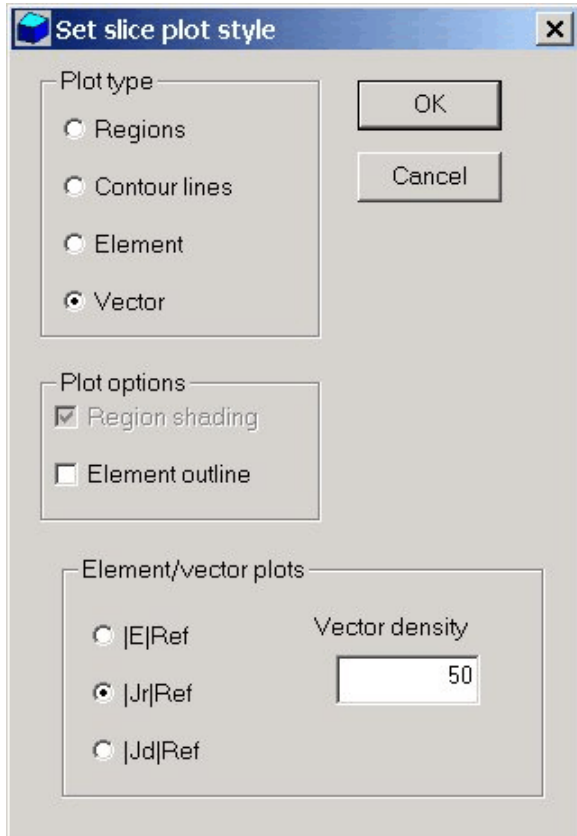 Set slice plot style
Plot type
OK
Regions
Contour lines
Cancel
Element
Vector
Plot options
Region shading
Element outline
Element/vector plots
|E|Ref
Vector density
50
|Jr|Ref
|Jd|Ref